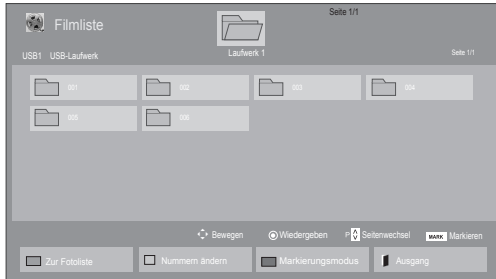 Seite 1/1
Filmliste
USB1 USB-Laufwerk
Laufwerk 1
Seite 1/1
001 002 003 004
005 006
Bewegen Wiedergeben P Seitenwechsel MARK Markieren
Zur Fotoliste Nummern ändern Markierungsmodus Ausgang